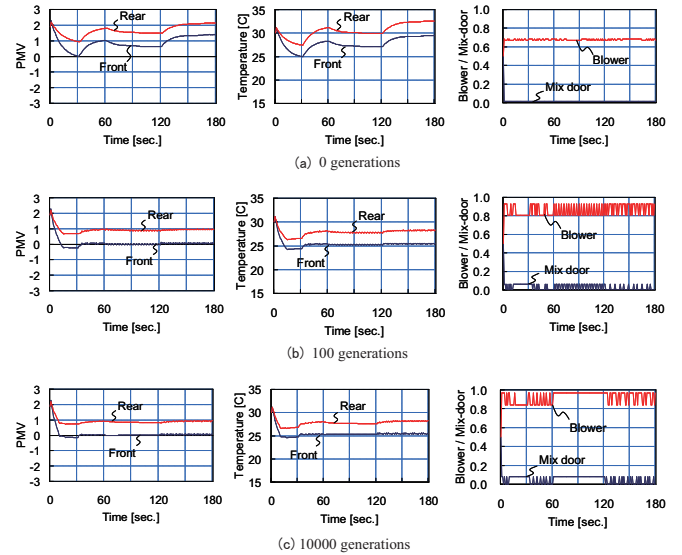 3
2
1
0
1
2
3
PMV
Rear
Front
0 60 120 180
Time [sec.]
35
30
25
20
15
Temperature [C]
Rear
Front
0 60 120 180
Time [sec.]
1.0
0.8
0.6
0.4
0.2
0.0
Blower / Mix-door
Blower
Mix door
0 60 120 180
Time [sec.]
(a) 0 generations
3
2
1
0
-1
-2
-3
PMV
Rear
Front
0 60 120 180
Time [sec.]
35
30
25
20
15
Temperature [C]
Rear
Front
0 60 120 180
Time [sec.]
1.0
0.8
0.6
0.4
0.2
0.0
Blower / Mix-door
Blower
Mix door
0 60 120 180
Time [sec.]
(b) 100 generations
3
2
1
0
-1
-2
-3
PMV
Rear
Front
0 60 120 180
Time [sec.]
35
30
25
20
15
Temperature [C]
Rear
Front
0 60 120 180
Time [sec.]
1.0
0.8
0.6
0.4
0.2
0.0
Blower / Mix-door
Blower
Mix door
0 60 120 180
Time [sec.]
(c) 10000 generations